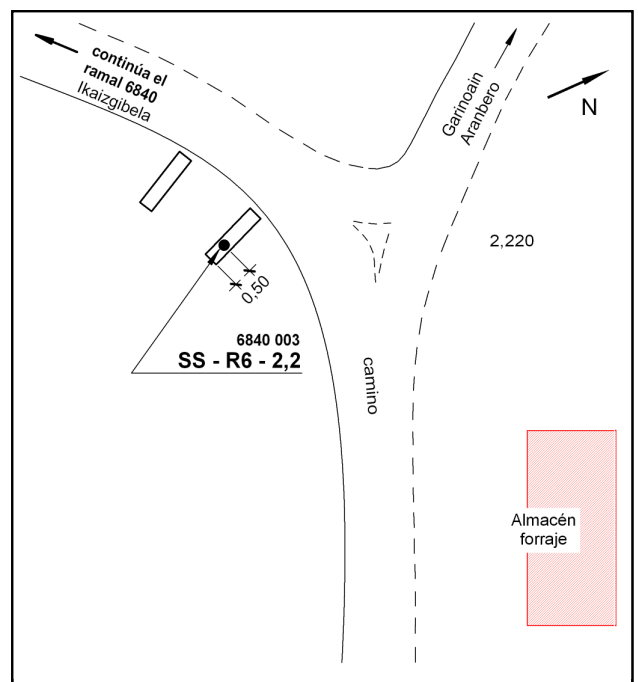 continúa el
ramal 6840
Ikaizgibela
Garinoain
Aranbero
N
2,220
0,50
6840 003
SS - R6 - 2,2
camino
Almacén
forraje